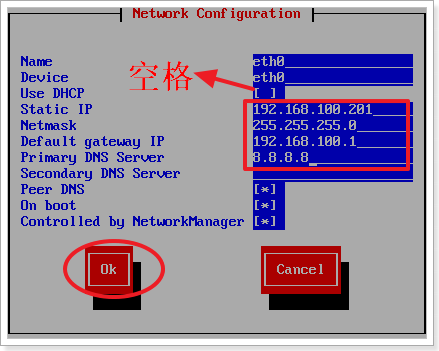 Network Configuration
Name eth0
Device eth0
空格
Use DHCP [ ]
Static IP 192.168.100.201
Netmask 255.255.255.0
Default gateway IP 192.168.100.1
Primary DNS Server 8.8.8.8_
Secondary DNS Server
Peer DNS [*]
On boot [*]
Controlled by NetworkManager [*]
Ok Cancel